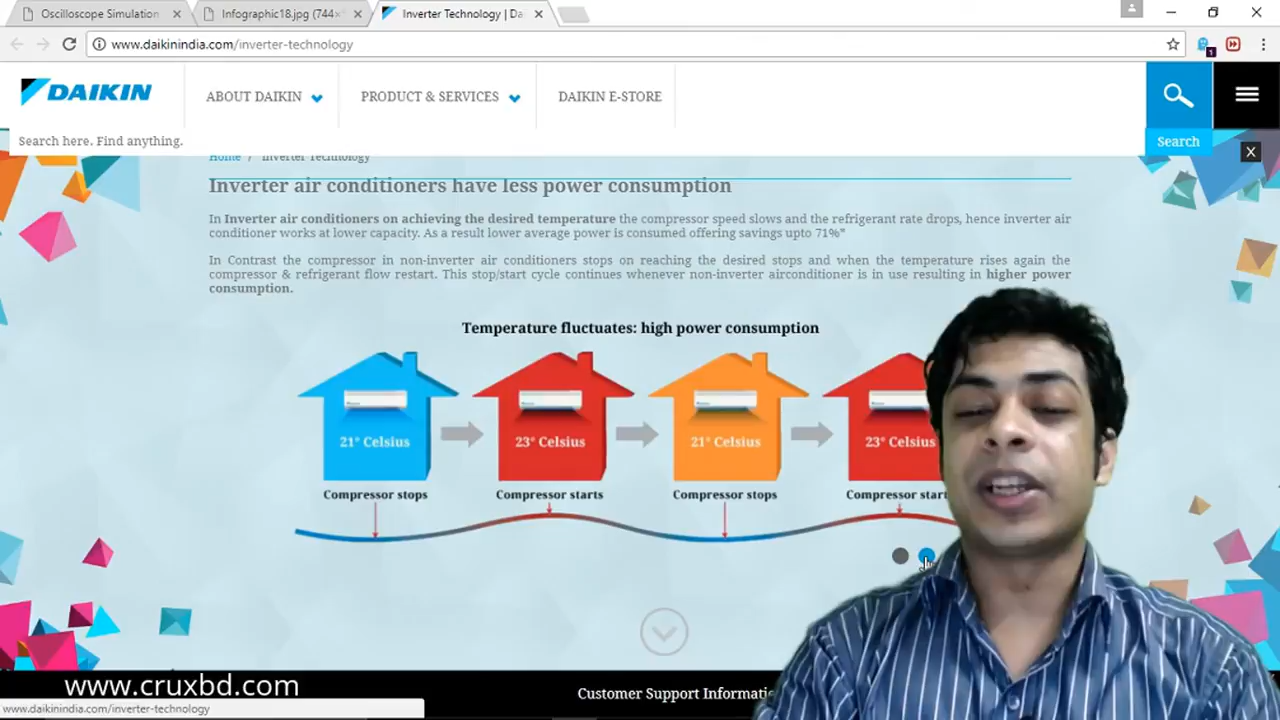 Oscilloscope Simulation
Infographic18.jpg (744×
Inverter Technology | Da
www.daikinindia.com/inverter-technology
1
DAIKIN
ABOUT DAIKIN
PRODUCT & SERVICES
DAIKIN E-STORE
Search here. Find anything.
Search
X
Home / Inverter Technology
Inverter air conditioners have less power consumption
In Inverter air conditioners on achieving the desired temperature the compressor speed slows and the refrigerant rate drops, hence inverter air
conditioner works at lower capacity. As a result lower average power is consumed offering savings upto 71%*
In Contrast the compressor in non-inverter air conditioners stops on reaching the desired stops and when the temperature rises again the
compressor & refrigerant flow restart. This stop/start cycle continues whenever non-inverter airconditioner is in use resulting in higher power
consumption.
Temperature fluctuates: high power consumption
21° Celsius
23° Celsius
21° Celsius
23° Celsius
Compressor stops
Compressor starts
Compressor stops
Compressor start
www.cruxbd.com
Customer Support Informati
www.daikinindia.com/inverter-technology